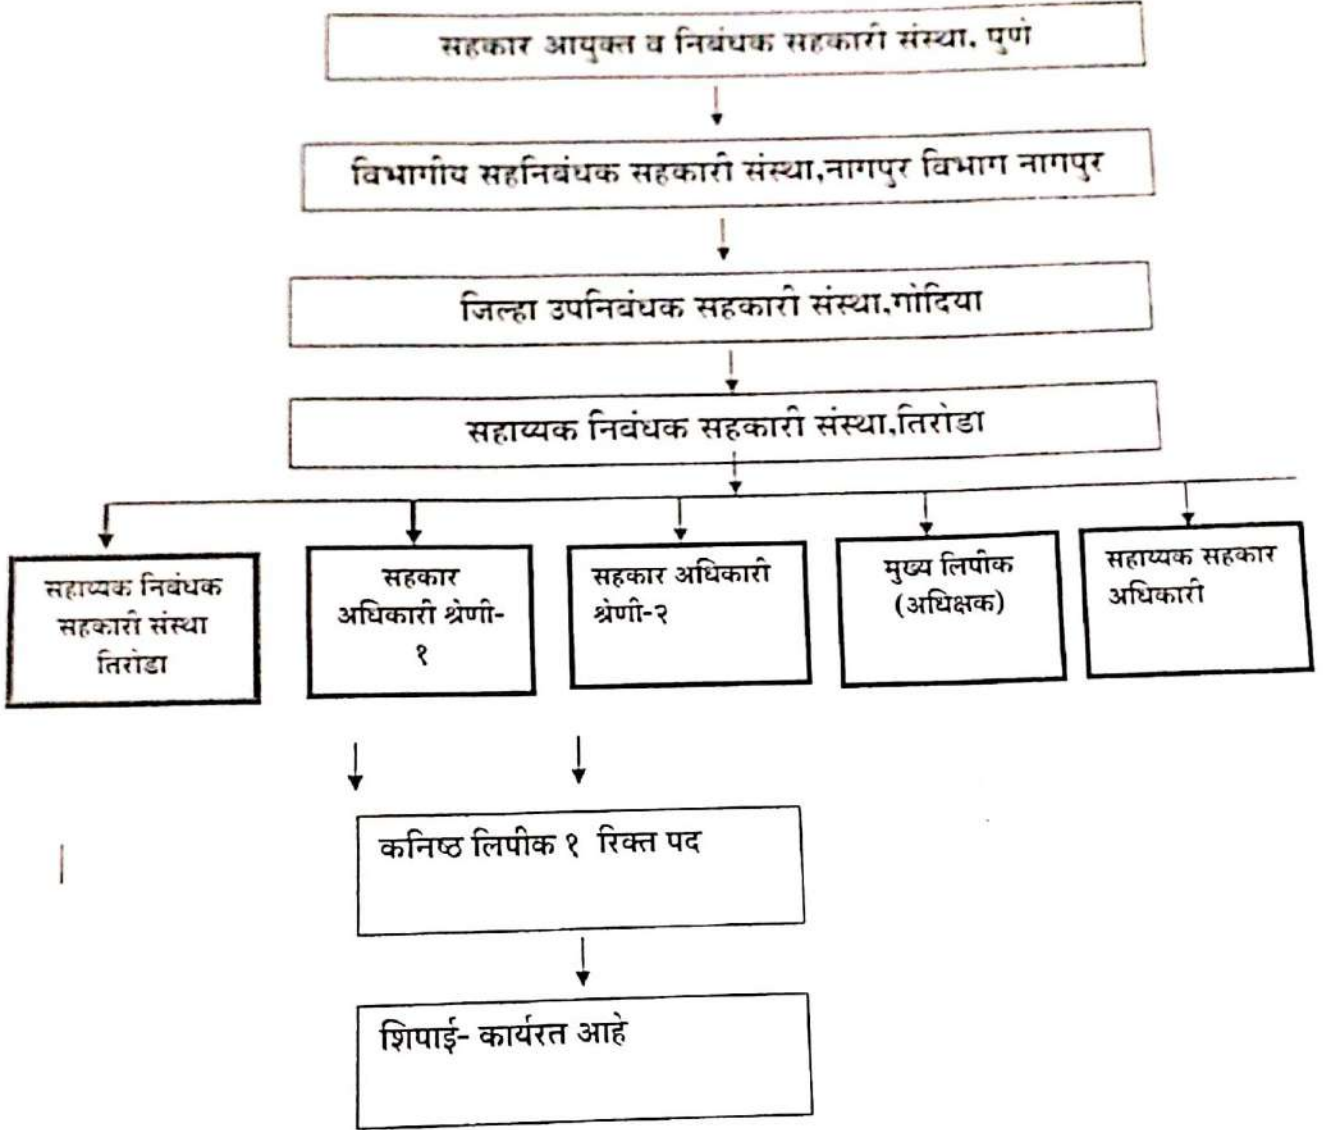 सहकार आयुक्त व निबंधक सहकारी संस्था. पुणे
विभागीय सहनिबंधक सहकारी संस्था,नागपुर विभाग नागपुर
जिल्हा उपनिबंधक सहकारी संस्था,गोंदिया
सहाय्यक निबंधक सहकारी संस्था,तिरोडा
सहाय्यक निबंधक
सहकारी संस्था
तिरोडा
सहकार
अधिकारी श्रेणी-
१
सहकार अधिकारी
श्रेणी-२
मुख्य लिपीक
(अधिक्षक)
सहाय्यक सहकार
अधिकारी
कनिष्ठ लिपीक १ रिक्त पद
शिपाई- कार्यरत आहे